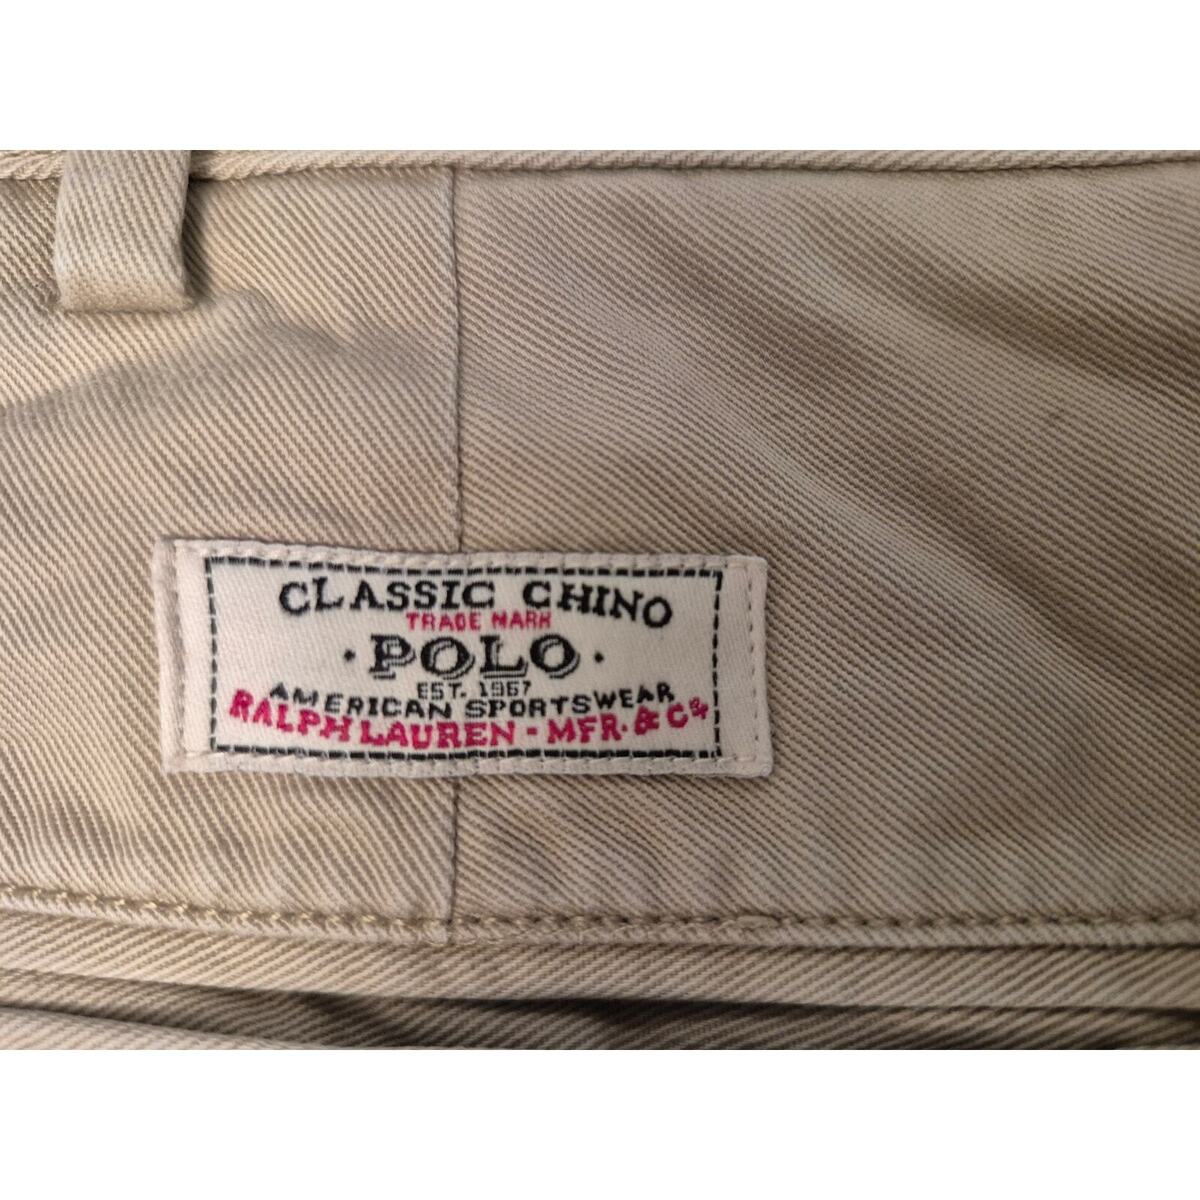 CLASSIC CHINO
TRADE MARK
· POLO ·
EST. 1967
AMERICAN SPORTSWEAR
RALPH LAUREN - MFR. & Co.